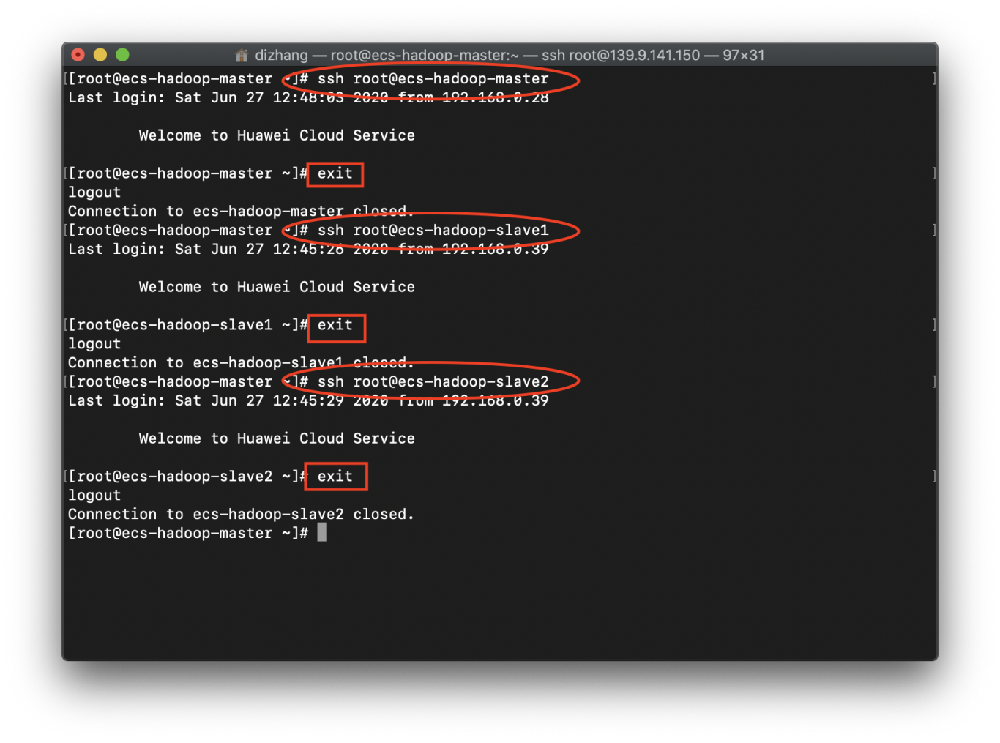 dizhang — root@ecs-hadoop-master:~ — ssh root@139.9.141.150 — 97×31
[[root@ecs-hadoop-master ~]# ssh root@ecs-hadoop-master ]
Last login: Sat Jun 27 12:48:03 2020 from 192.168.0.28
Welcome to Huawei Cloud Service
[[root@ecs-hadoop-master ~]# exit ]
logout
Connection to ecs-hadoop-master closed.
[[root@ecs-hadoop-master ~]# ssh root@ecs-hadoop-slave1 ]
Last login: Sat Jun 27 12:45:26 2020 from 192.168.0.39
Welcome to Huawei Cloud Service
[[root@ecs-hadoop-slave1 ~]# exit ]
logout
Connection to ecs-hadoop-slave1 closed.
[[root@ecs-hadoop-master ~]# ssh root@ecs-hadoop-slave2 ]
Last login: Sat Jun 27 12:45:29 2020 from 192.168.0.39
Welcome to Huawei Cloud Service
[[root@ecs-hadoop-slave2 ~]# exit ]
logout
Connection to ecs-hadoop-slave2 closed.
[root@ecs-hadoop-master ~]#